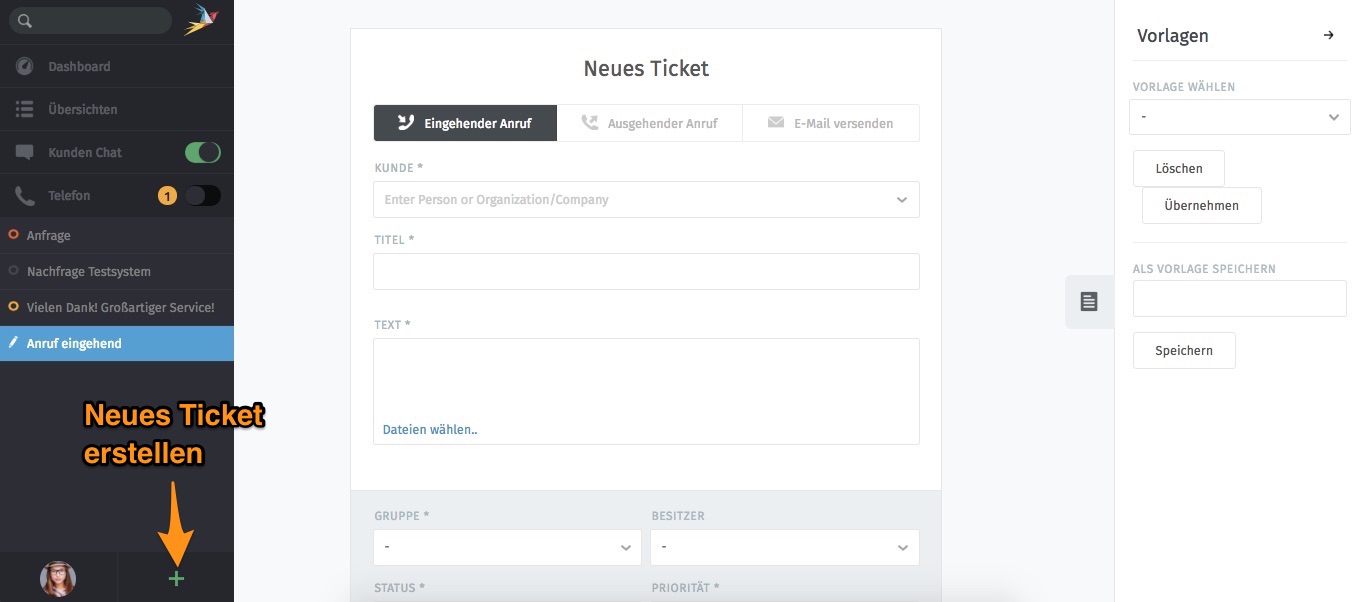 Dashboard
Übersichten
Kunden Chat
Telefon 1
Anfrage
Nachfrage Testsystem
Vielen Dank! Großartiger Service!
Anruf eingehend
Neues Ticket
erstellen
Neues Ticket
Eingehender Anruf Ausgehender Anruf E-Mail versenden
KUNDE *
Enter Person or Organization/Company
TITEL *
TEXT *
Dateien wählen..
GRUPPE * BESITZER
- -
STATUS * PRIORITÄT *
Vorlagen
VORLAGE WÄHLEN
-
Löschen
Übernehmen
ALS VORLAGE SPEICHERN
Speichern